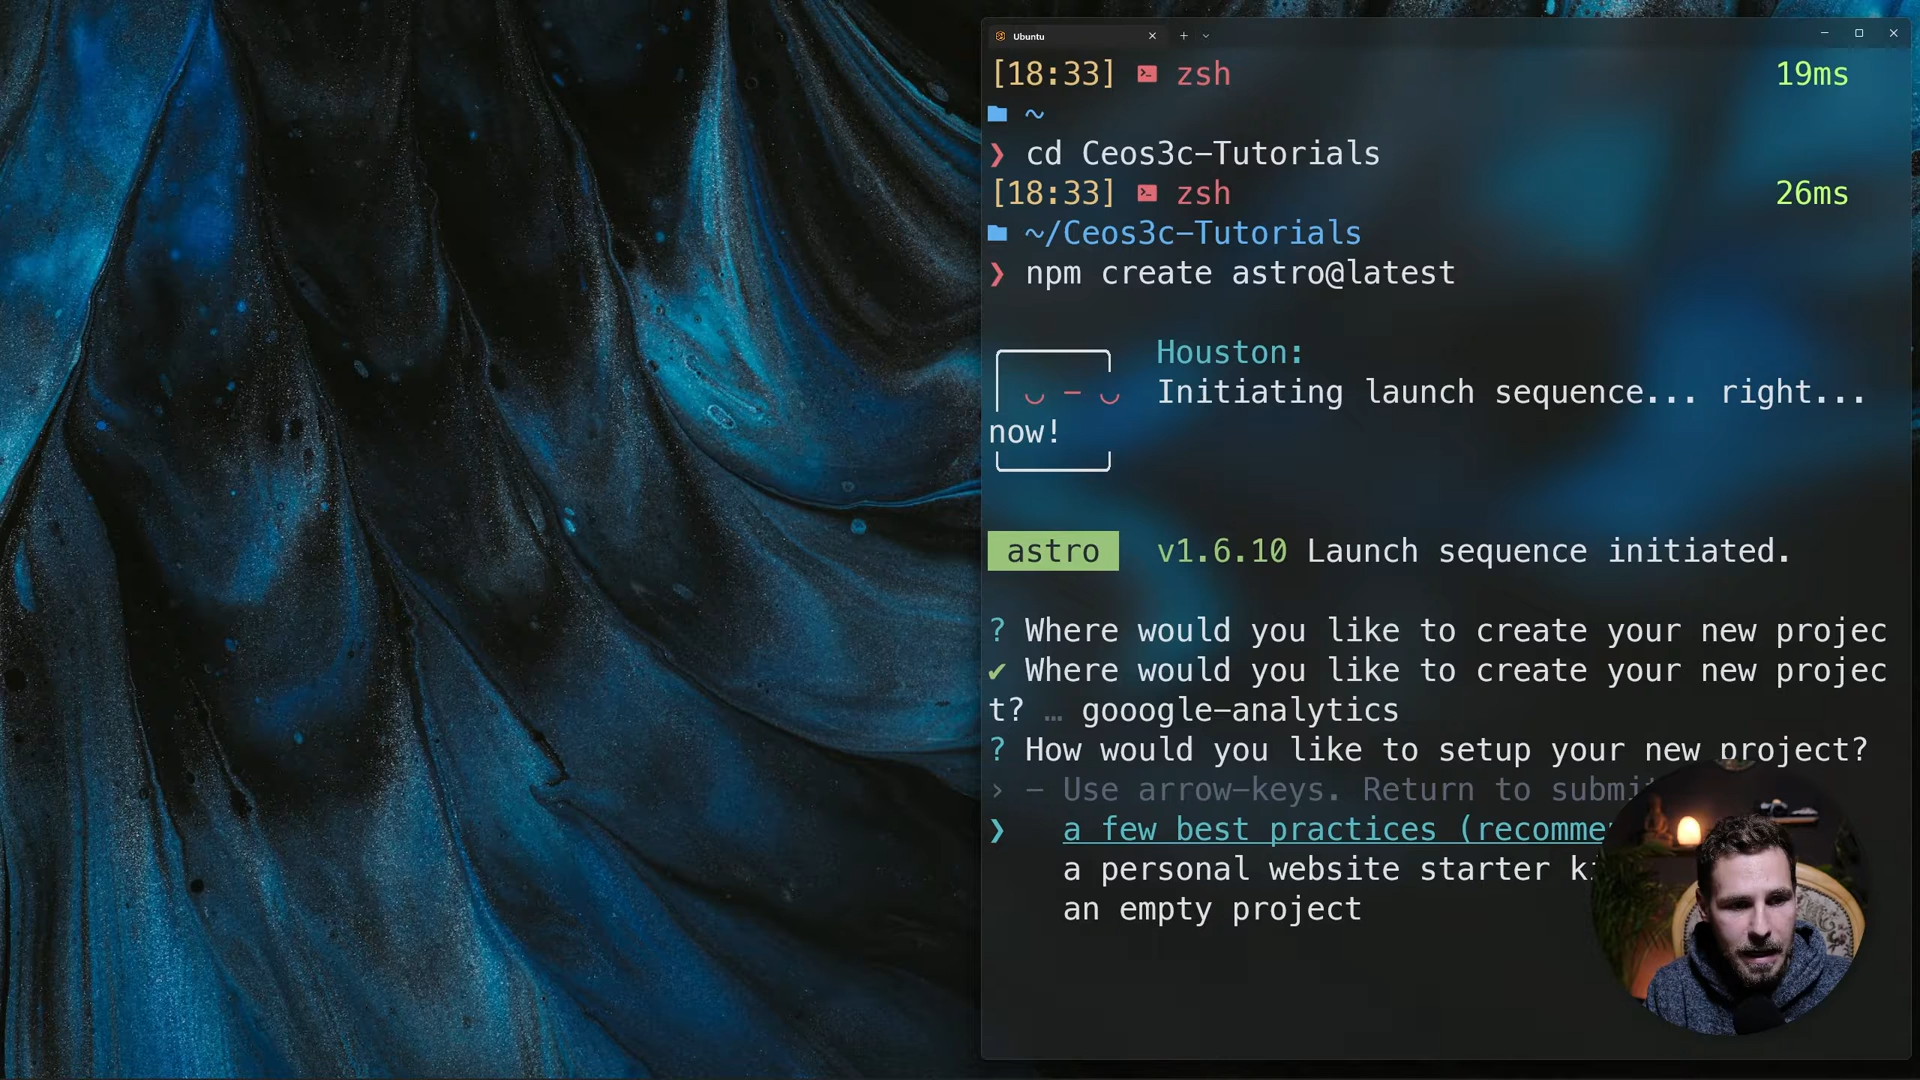 Ubuntu
[18:33] zsh 19ms
~
❯ cd Ceos3c-Tutorials
[18:33] zsh 26ms
~/Ceos3c-Tutorials
❯ npm create astro@latest
Houston:
◡ - ◡ Initiating launch sequence... right...
now!
astro v1.6.10 Launch sequence initiated.
? Where would you like to create your new projec
✔ Where would you like to create your new projec
t? … gooogle-analytics
? How would you like to setup your new project?
› - Use arrow-keys. Return to submi
❯ a few best practices (recomme
a personal website starter ki
an empty project